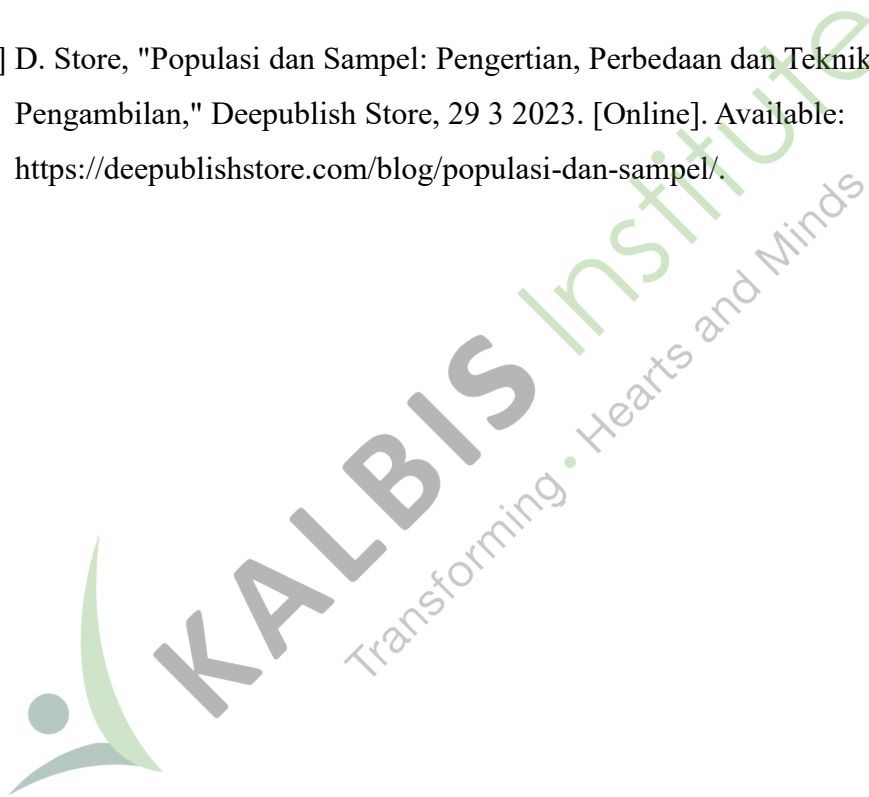 ] D. Store, "Populasi dan Sampel: Pengertian, Perbedaan dan Teknik
Pengambilan," Deepublish Store, 29 3 2023. [Online]. Available:
https://deepublishstore.com/blog/populasi-dan-sampel/.
KALBIS Institute
Transforming • Hearts and Minds